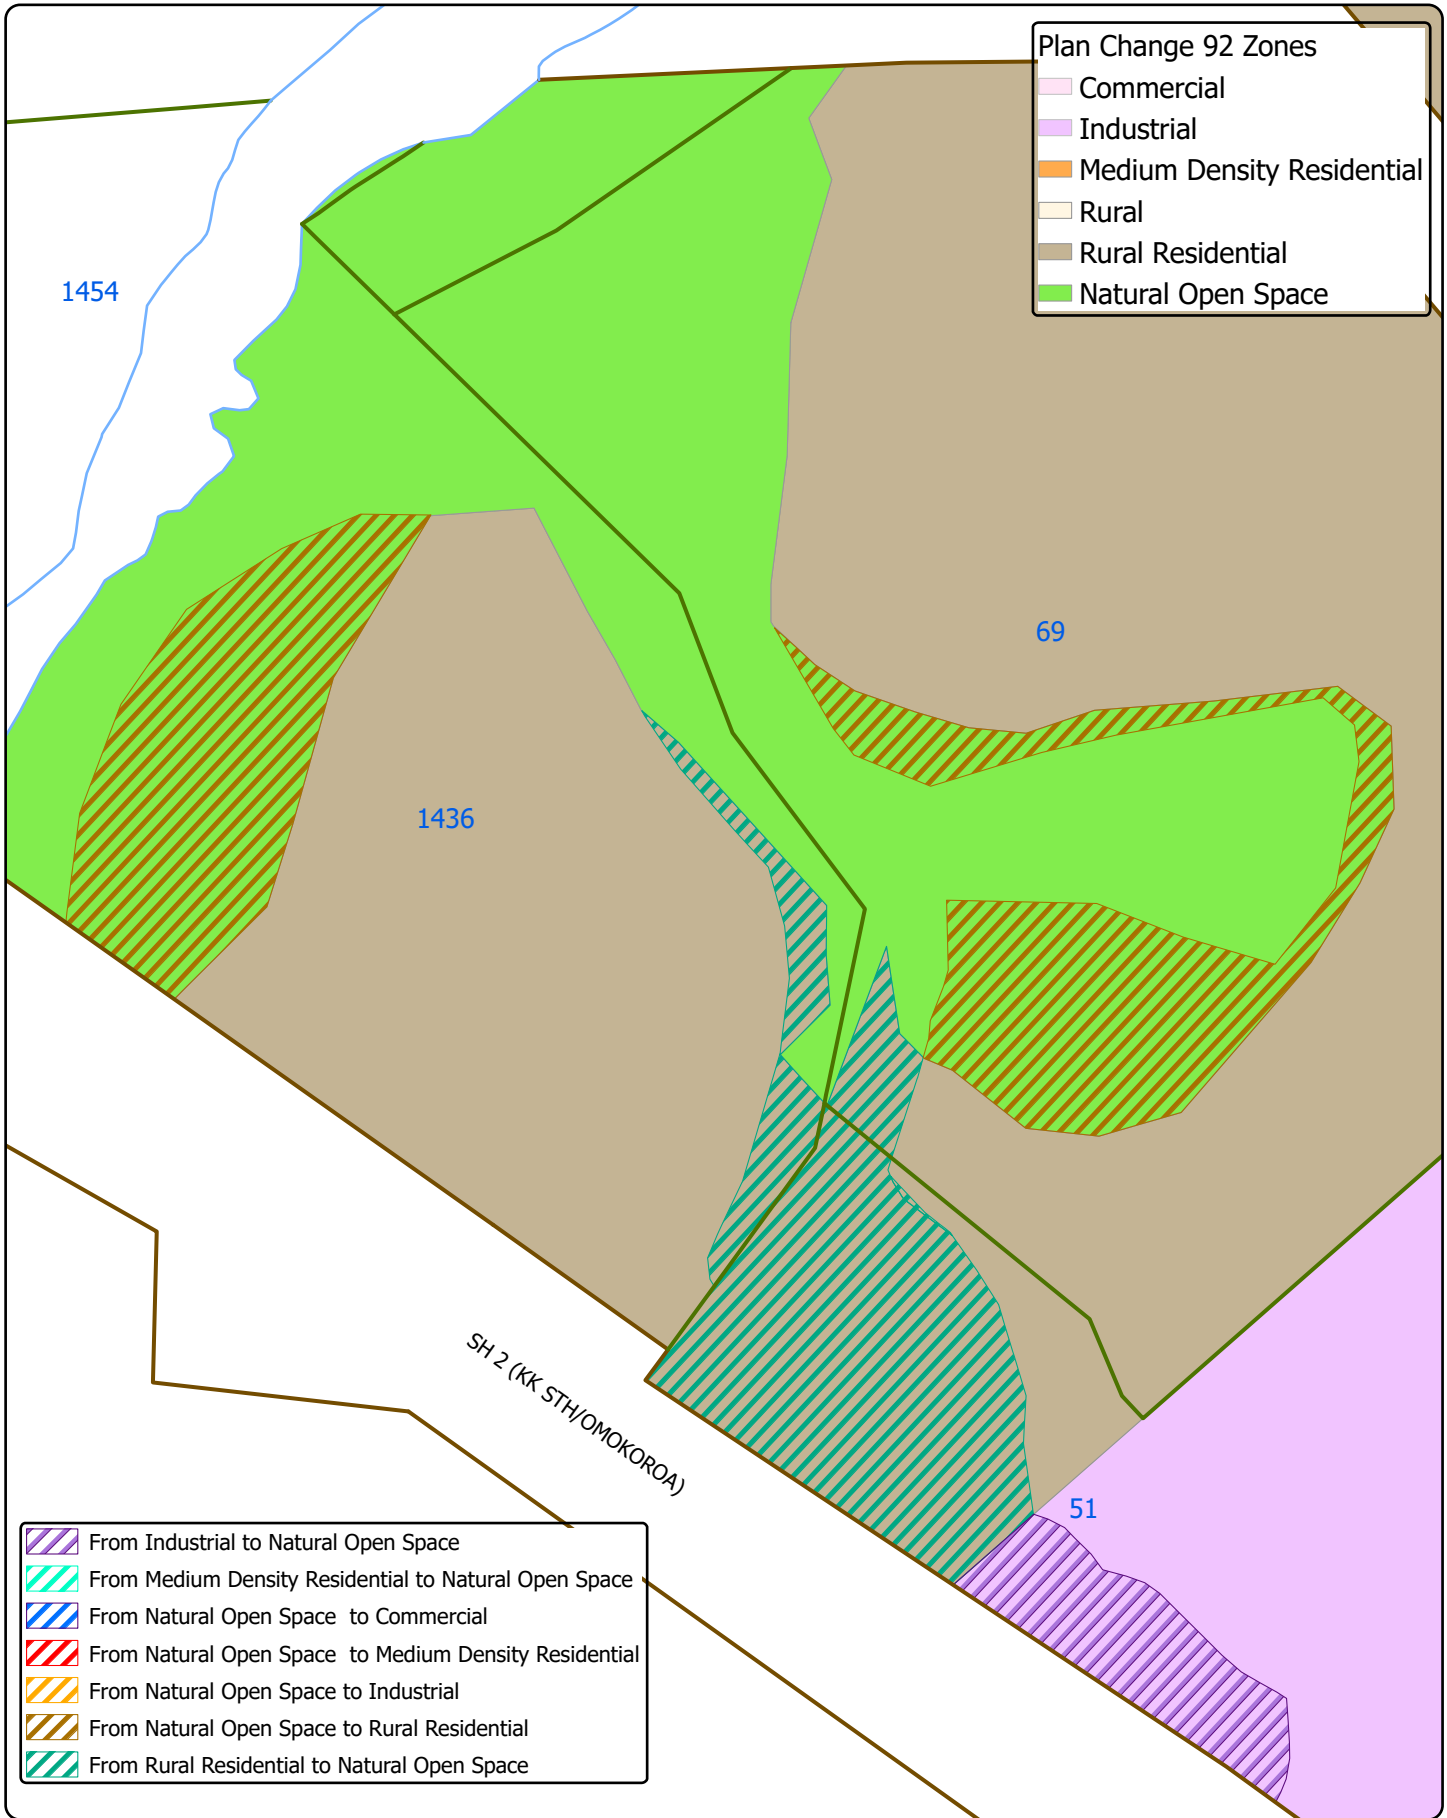 Plan Change 92 Zones
Commercial
Industrial
Medium Density Residential
Rural
Rural Residential
Natural Open Space
1454
69
1436
SH 2 (KK STH/OMOKOROA)
51
From Industrial to Natural Open Space
From Medium Density Residential to Natural Open Space
From Natural Open Space  to Commercial
From Natural Open Space  to Medium Density Residential
From Natural Open Space to Industrial
From Natural Open Space to Rural Residential
From Rural Residential to Natural Open Space